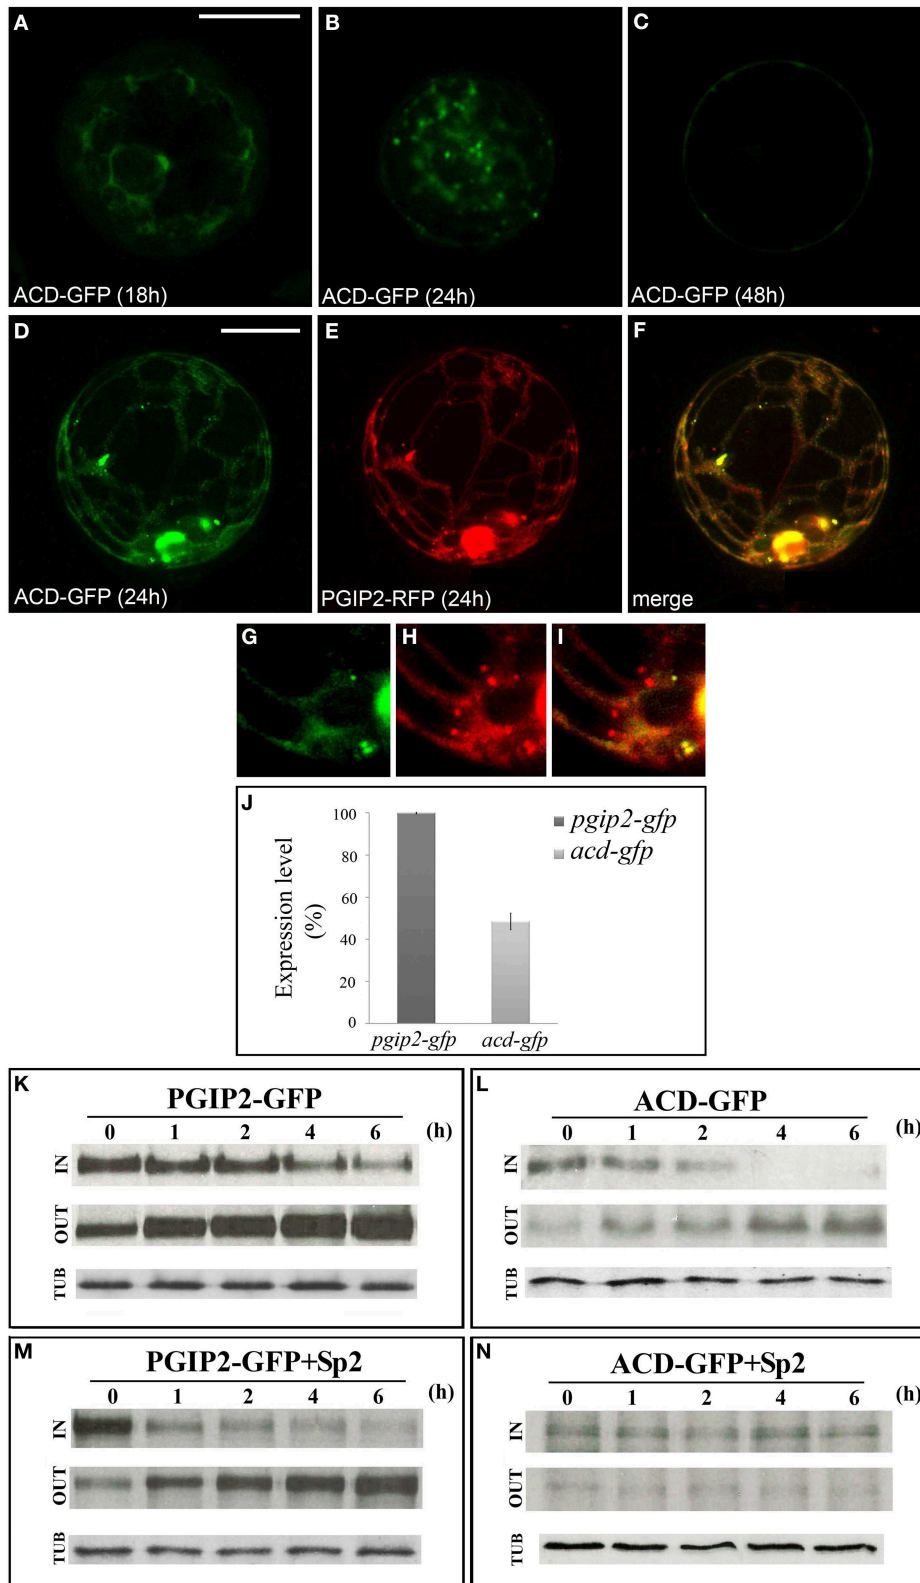 A
B
C
ACD-GFP (18h)
ACD-GFP (24h)
ACD-GFP (48h)
D
E
F
ACD-GFP (24h)
PGIP2-RFP (24h)
merge
G
H
I
J
Expression level
(%)
100
80
60
40
20
0
pgip2-gfp
acd-gfp
pgip2-gfp
acd-gfp
K
PGIP2-GFP
0 1 2 4 6 (h)
IN
OUT
TUB
L
ACD-GFP
0 1 2 4 6 (h)
IN
OUT
TUB
M
PGIP2-GFP+Sp2
0 1 2 4 6 (h)
IN
OUT
TUB
N
ACD-GFP+Sp2
0 1 2 4 6 (h)
IN
OUT
TUB